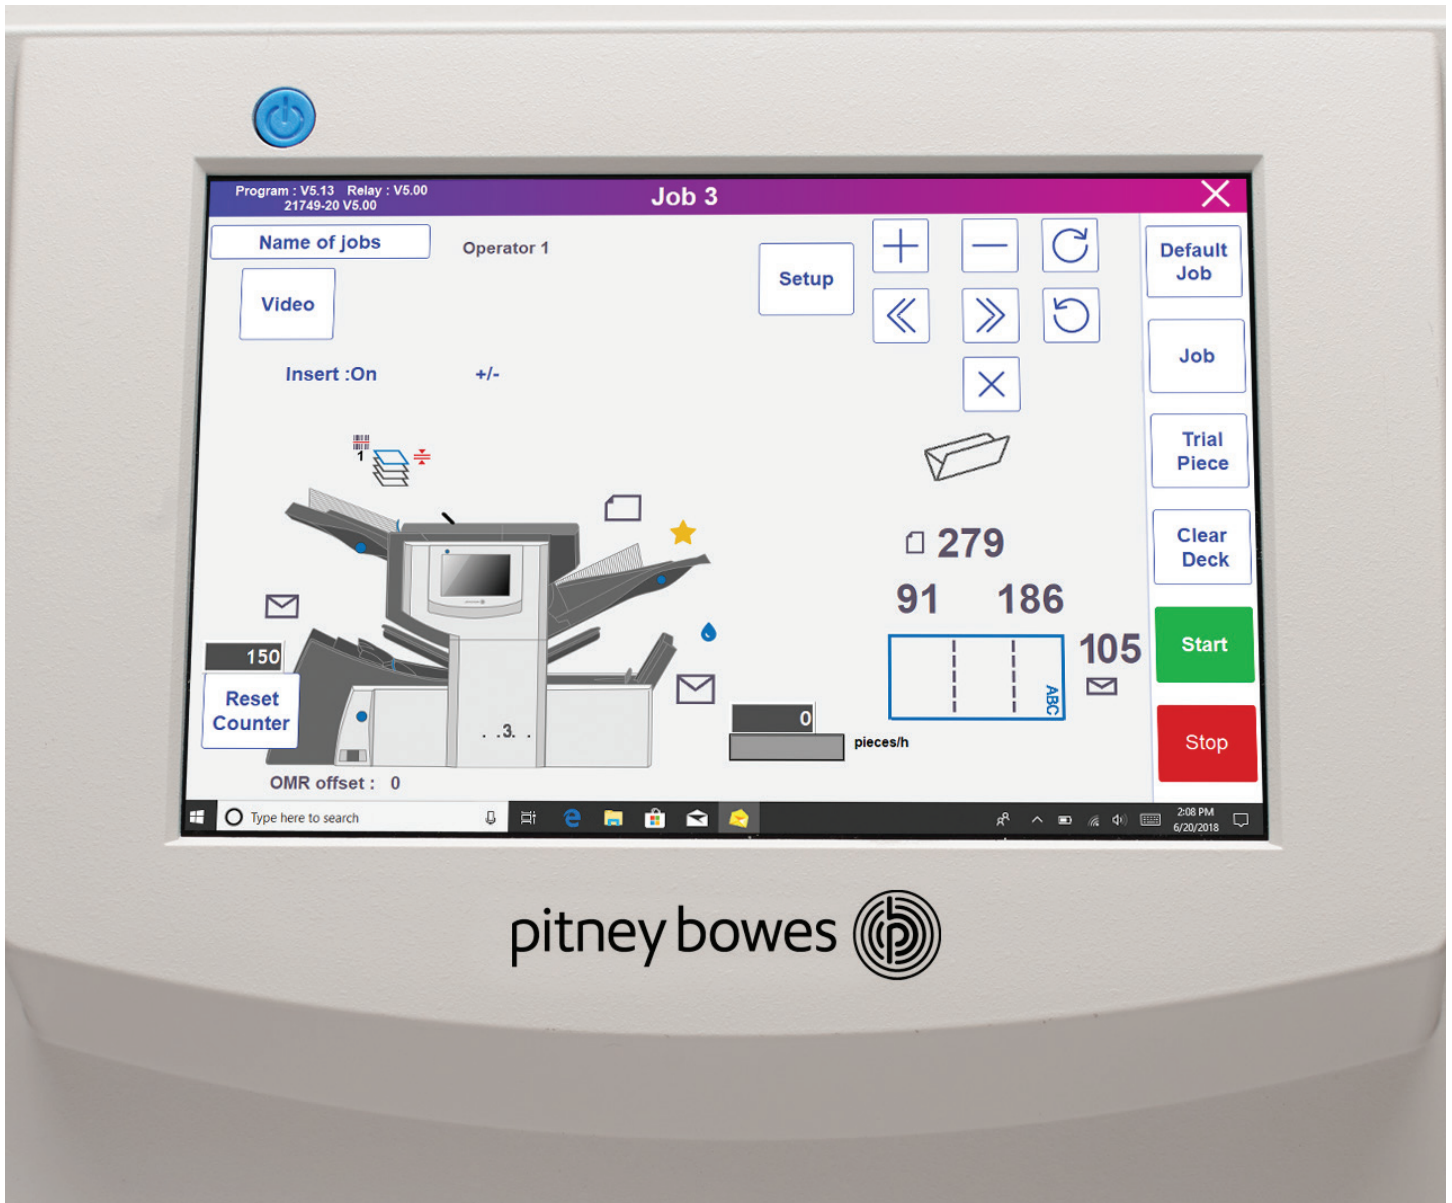 Program : V5.13 Relay : V5.00
21749-20 V5.00
Job 3
Name of jobs
Operator 1
Setup
Default
Job
Video
Job
Insert :On
+/-
1
Trial
Piece
279
Clear
Deck
91 186
105
ABC
Start
150
Reset
Counter
. .3. .
0
pieces/h
Stop
OMR offset : 0
Type here to search
2:08 PM
6/20/2018
pitney bowes